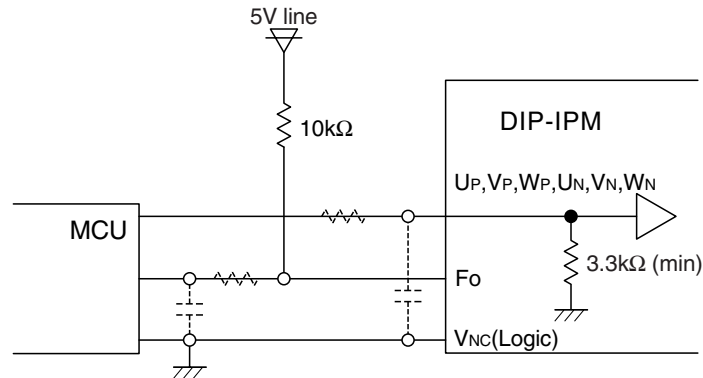 5V line
10kΩ
DIP-IPM
UP,VP,WP,UN,VN,WN
MCU
3.3kΩ (min)
Fo
VNC(Logic)